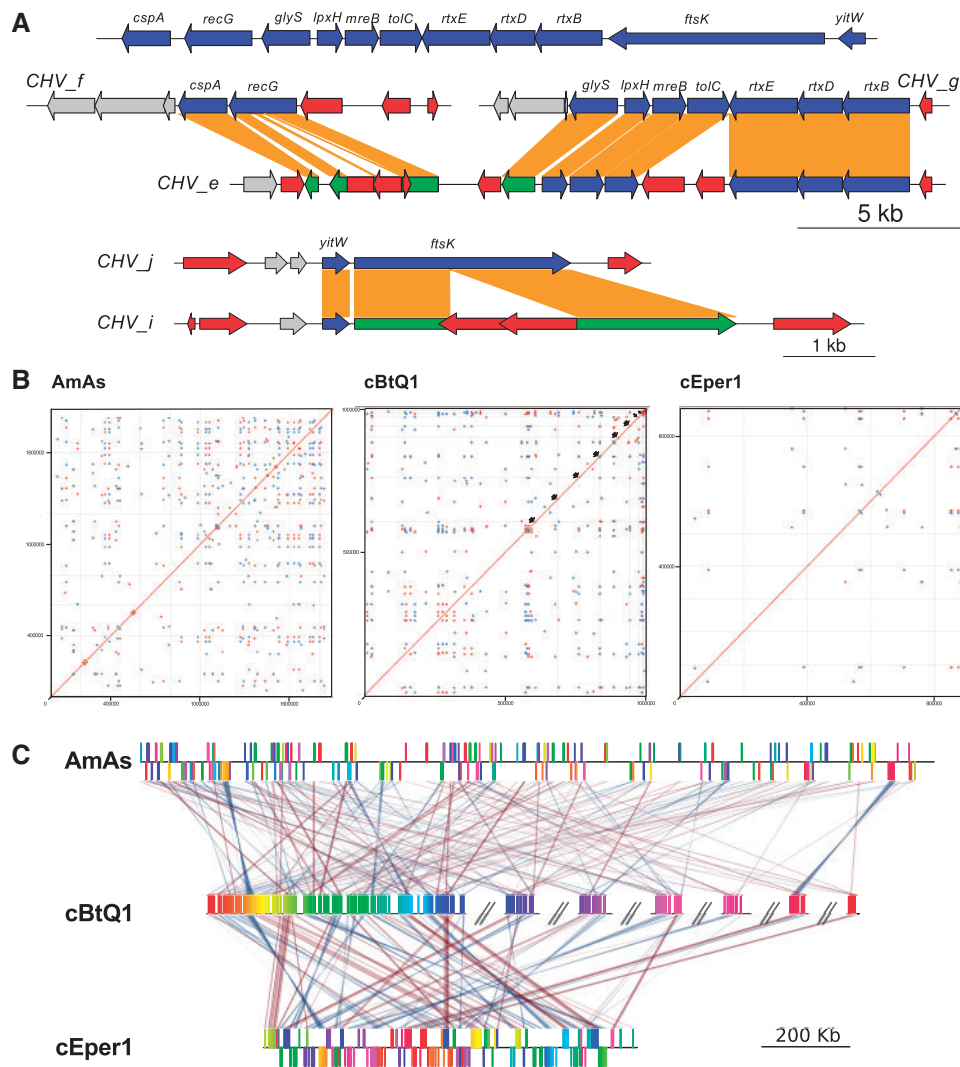 A
cspA recG glyS lpxH mreB tolC rtxE rtxD rtxB ftsK yitW
CHV_f cspA recG glyS lpxH mreB tolC rtxE rtxD rtxB CHV_g
CHV_e
5 kb
CHV_j yitW ftsK
CHV_i
1 kb
B
AmAs cBtQ1 cEper1
1600000 1000000 400000
400000 1000000 1600000
1000000 500000
500000 1000000
800000 400000
0 400000 800000
C
AmAs
cBtQ1
cEper1
200 Kb